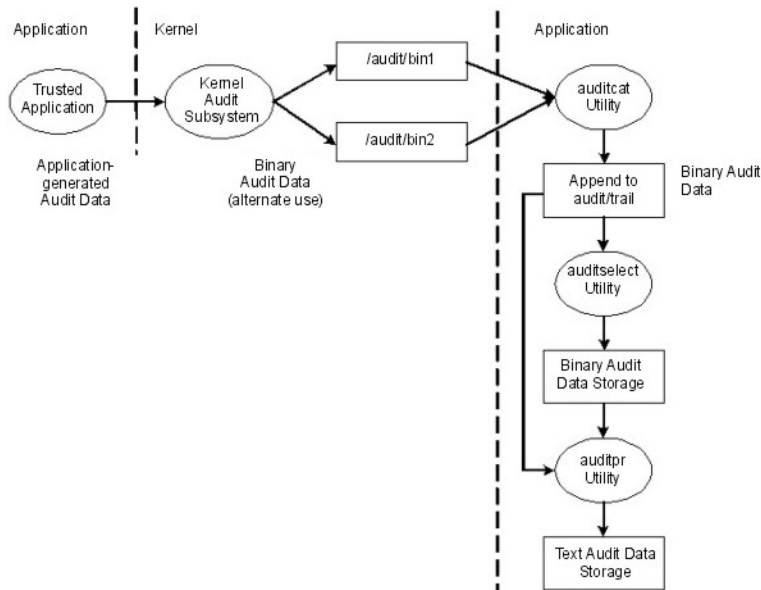 Application
Kernel
Application
Trusted
Application
Kernel
Audit
Subsystem
/audit/bin1
/audit/bin2
auditcat
Utility
Application-
generated
Audit Data
Binary
Audit Data
(alternate use)
Append to
audit/trail
Binary Audit
Data
auditselect
Utility
Binary Audit
Data Storage
auditpr
Utility
Text Audit Data
Storage